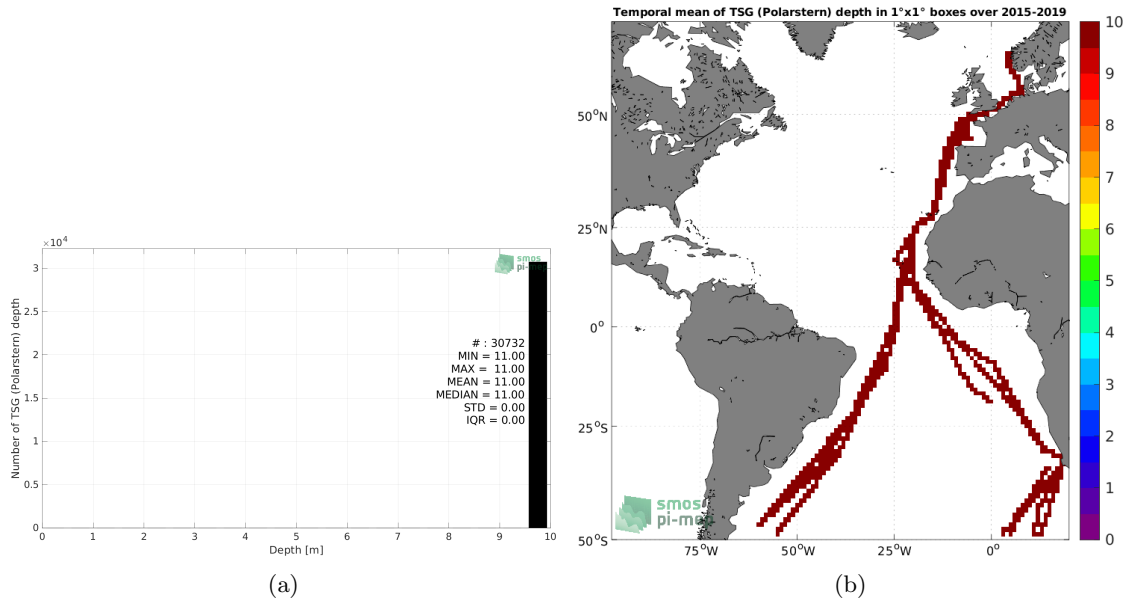 ×10⁴
3
2.5
2
1.5
1
0.5
0
Number of TSG (Polarstern) depth
smos
pi-mep
# : 30732
MIN = 11.00
MAX = 11.00
MEAN = 11.00
MEDIAN = 11.00
STD = 0.00
IQR = 0.00
0 1 2 3 4 5 6 7 8 9 10
Depth [m]
(a)
Temporal mean of TSG (Polarstern) depth in 1°x1° boxes over 2015-2019
50°N
25°N
0°
25°S
50°S
75°W 50°W 25°W 0°
smos
pi-mep
10
9
8
7
6
5
4
3
2
1
0
(b)